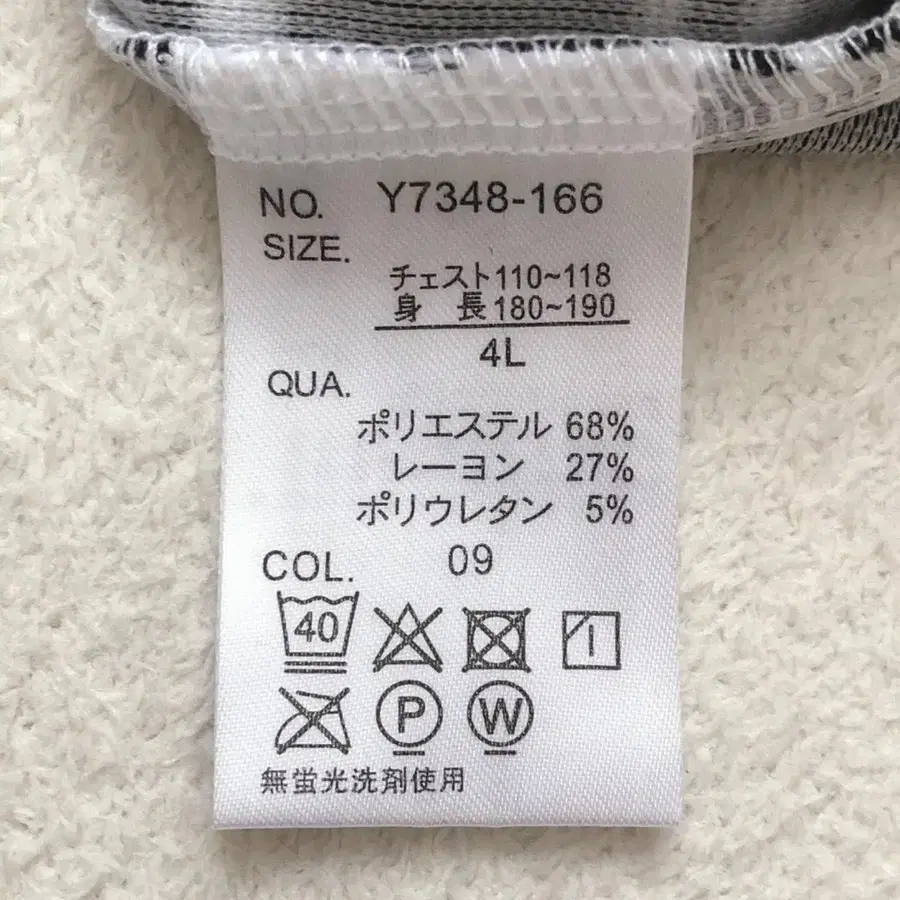 NO. Y7348-166
SIZE.
チェスト110~118
身 長180~190
4L
QUA.
ポリエステル 68%
レーヨン 27%
ポリウレタン 5%
COL. 09
40
P W
無蛍光洗剤使用